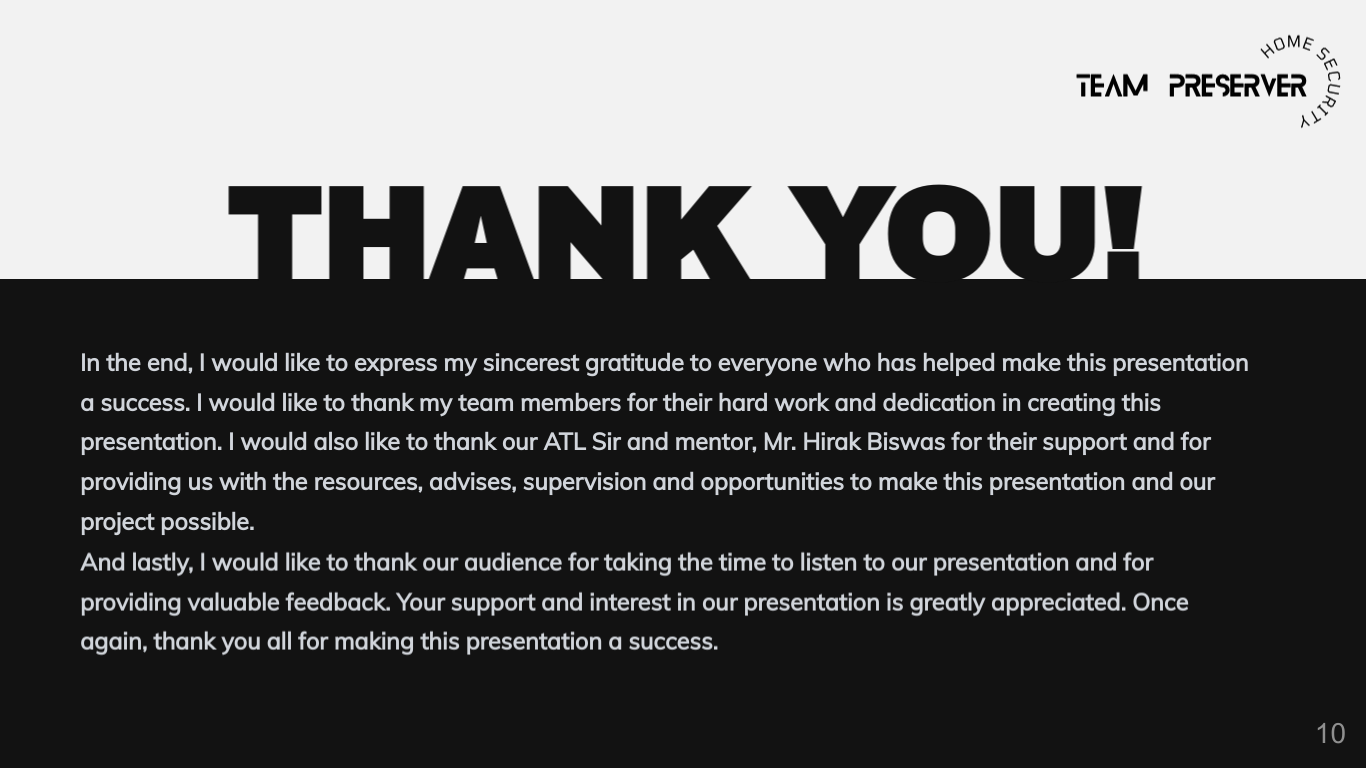 HOME SECURITY
TEAM PRESERVER
THANK YOU!
In the end, I would like to express my sincerest gratitude to everyone who has helped make this presentation
a success. I would like to thank my team members for their hard work and dedication in creating this
presentation. I would also like to thank our ATL Sir and mentor, Mr. Hirak Biswas for their support and for
providing us with the resources, advises, supervision and opportunities to make this presentation and our
project possible.
And lastly, I would like to thank our audience for taking the time to listen to our presentation and for
providing valuable feedback. Your support and interest in our presentation is greatly appreciated. Once
again, thank you all for making this presentation a success.
10